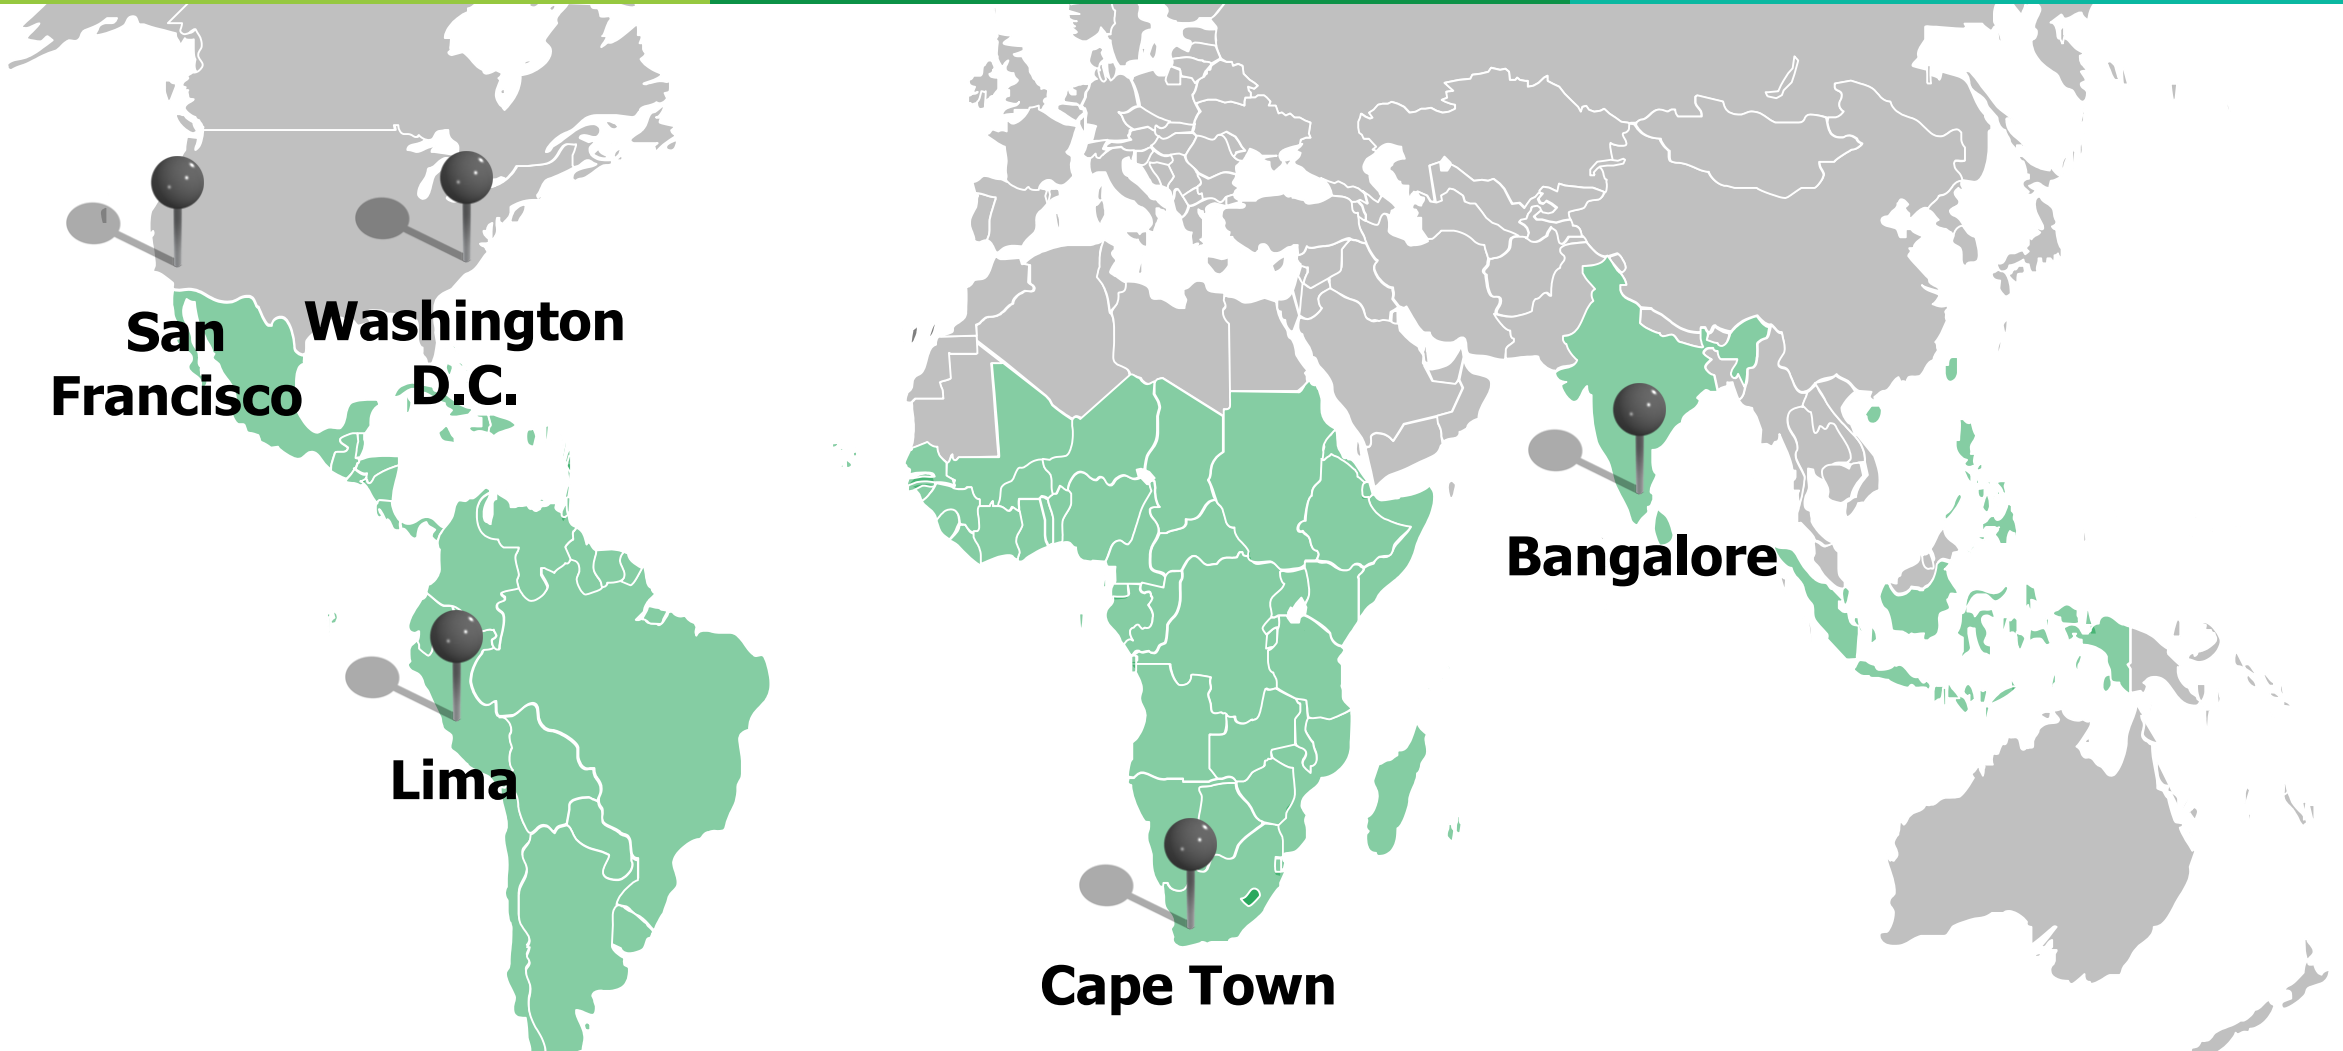 San
Francisco
Washington
D.C.
Bangalore
Lima
Cape Town